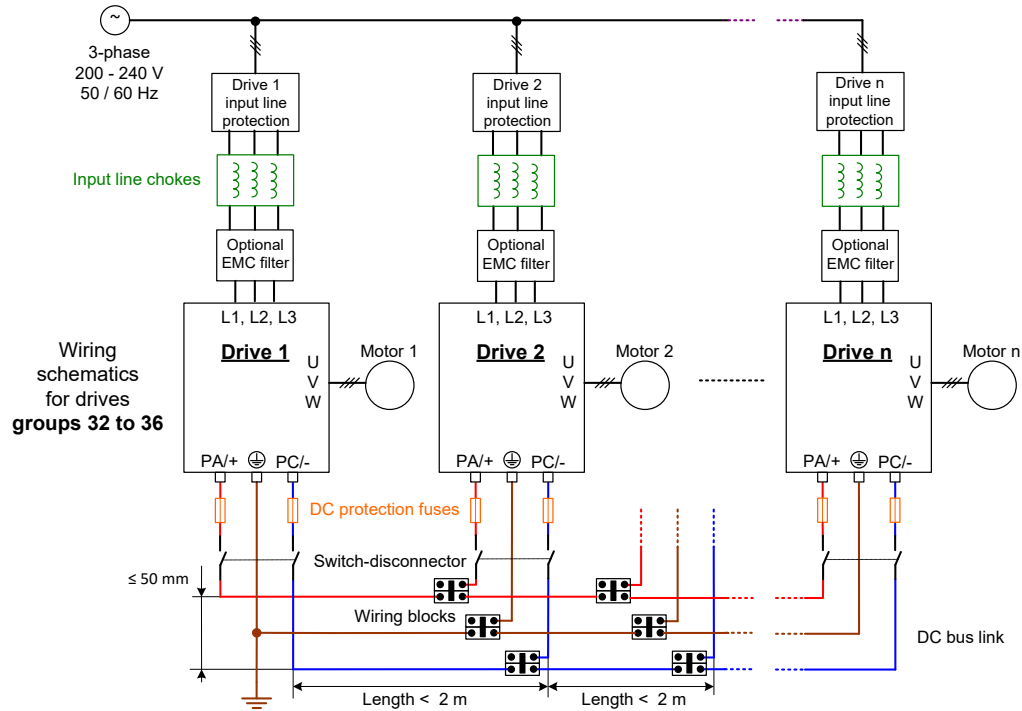 ~
3-phase
200 - 240 V
50 / 60 Hz
Drive 1
input line
protection
Drive 2
input line
protection
Drive n
input line
protection
Input line chokes
Optional
EMC filter
Optional
EMC filter
Optional
EMC filter
L1, L2, L3
L1, L2, L3
L1, L2, L3
Wiring
schematics
for drives
groups 32 to 36
Drive 1
U
V
W
Motor 1
Drive 2
U
V
W
Motor 2
Drive n
U
V
W
Motor n
PA/+
PC/-
PA/+
PC/-
PA/+
PC/-
DC protection fuses
Switch-disconnector
≤ 50 mm
Wiring blocks
DC bus link
Length < 2 m
Length < 2 m